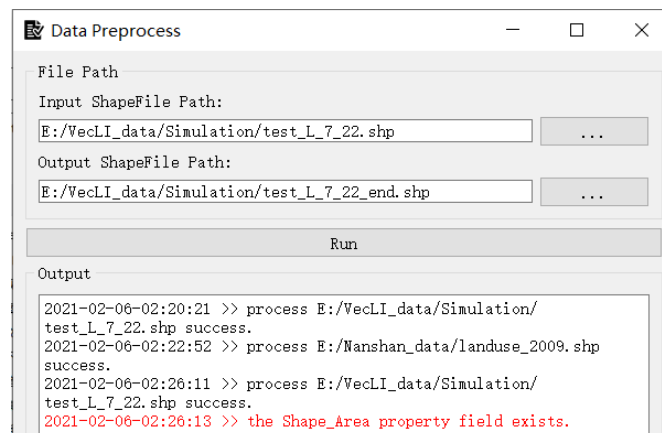 Data Preprocess
File Path
Input ShapeFile Path:
E:/VecLI_data/Simulation/test_L_7_22.shp
...
Output ShapeFile Path:
E:/VecLI_data/Simulation/test_L_7_22_end.shp
...
Run
Output
2021-02-06-02:20:21 >> process E:/VecLI_data/Simulation/
test_L_7_22.shp success.
2021-02-06-02:22:52 >> process E:/Nanshan_data/landuse_2009.shp
success.
2021-02-06-02:26:11 >> process E:/VecLI_data/Simulation/
test_L_7_22.shp success.
2021-02-06-02:26:13 >> the Shape_Area property field exists.